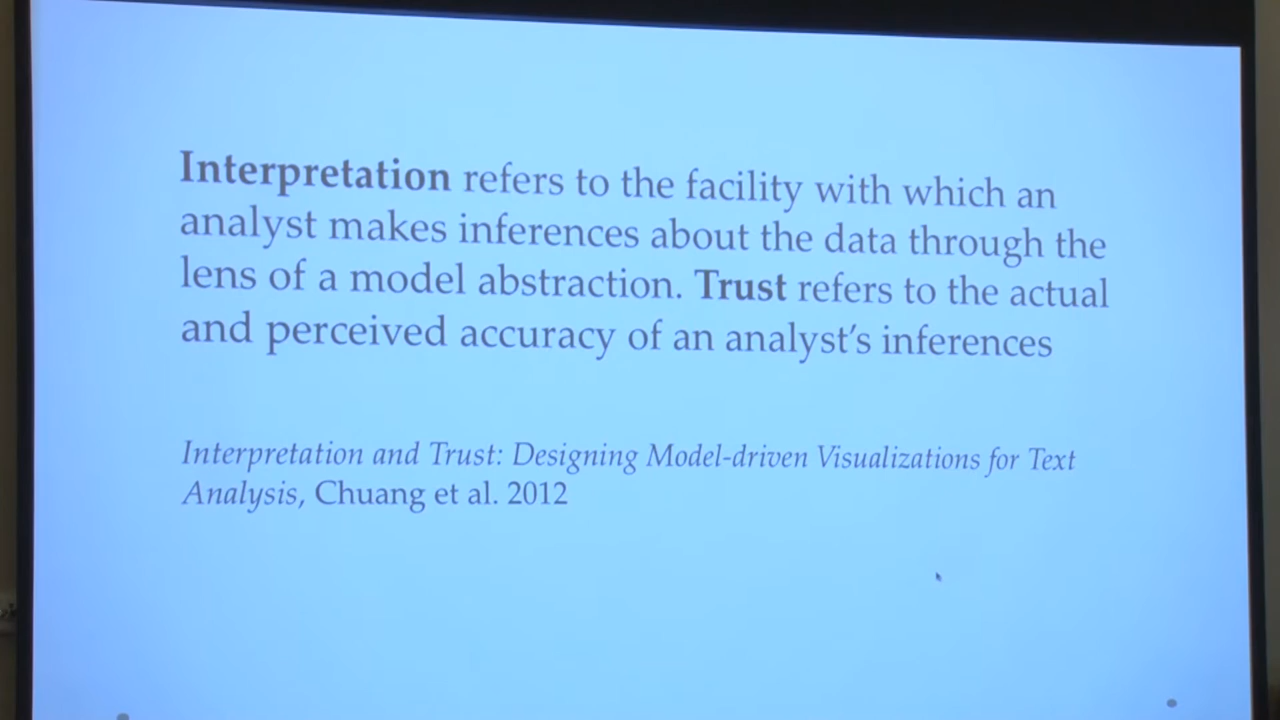 Interpretation refers to the facility with which an
analyst makes inferences about the data through the
lens of a model abstraction. Trust refers to the actual
and perceived accuracy of an analyst's inferences
Interpretation and Trust: Designing Model-driven Visualizations for Text
Analysis, Chuang et al. 2012